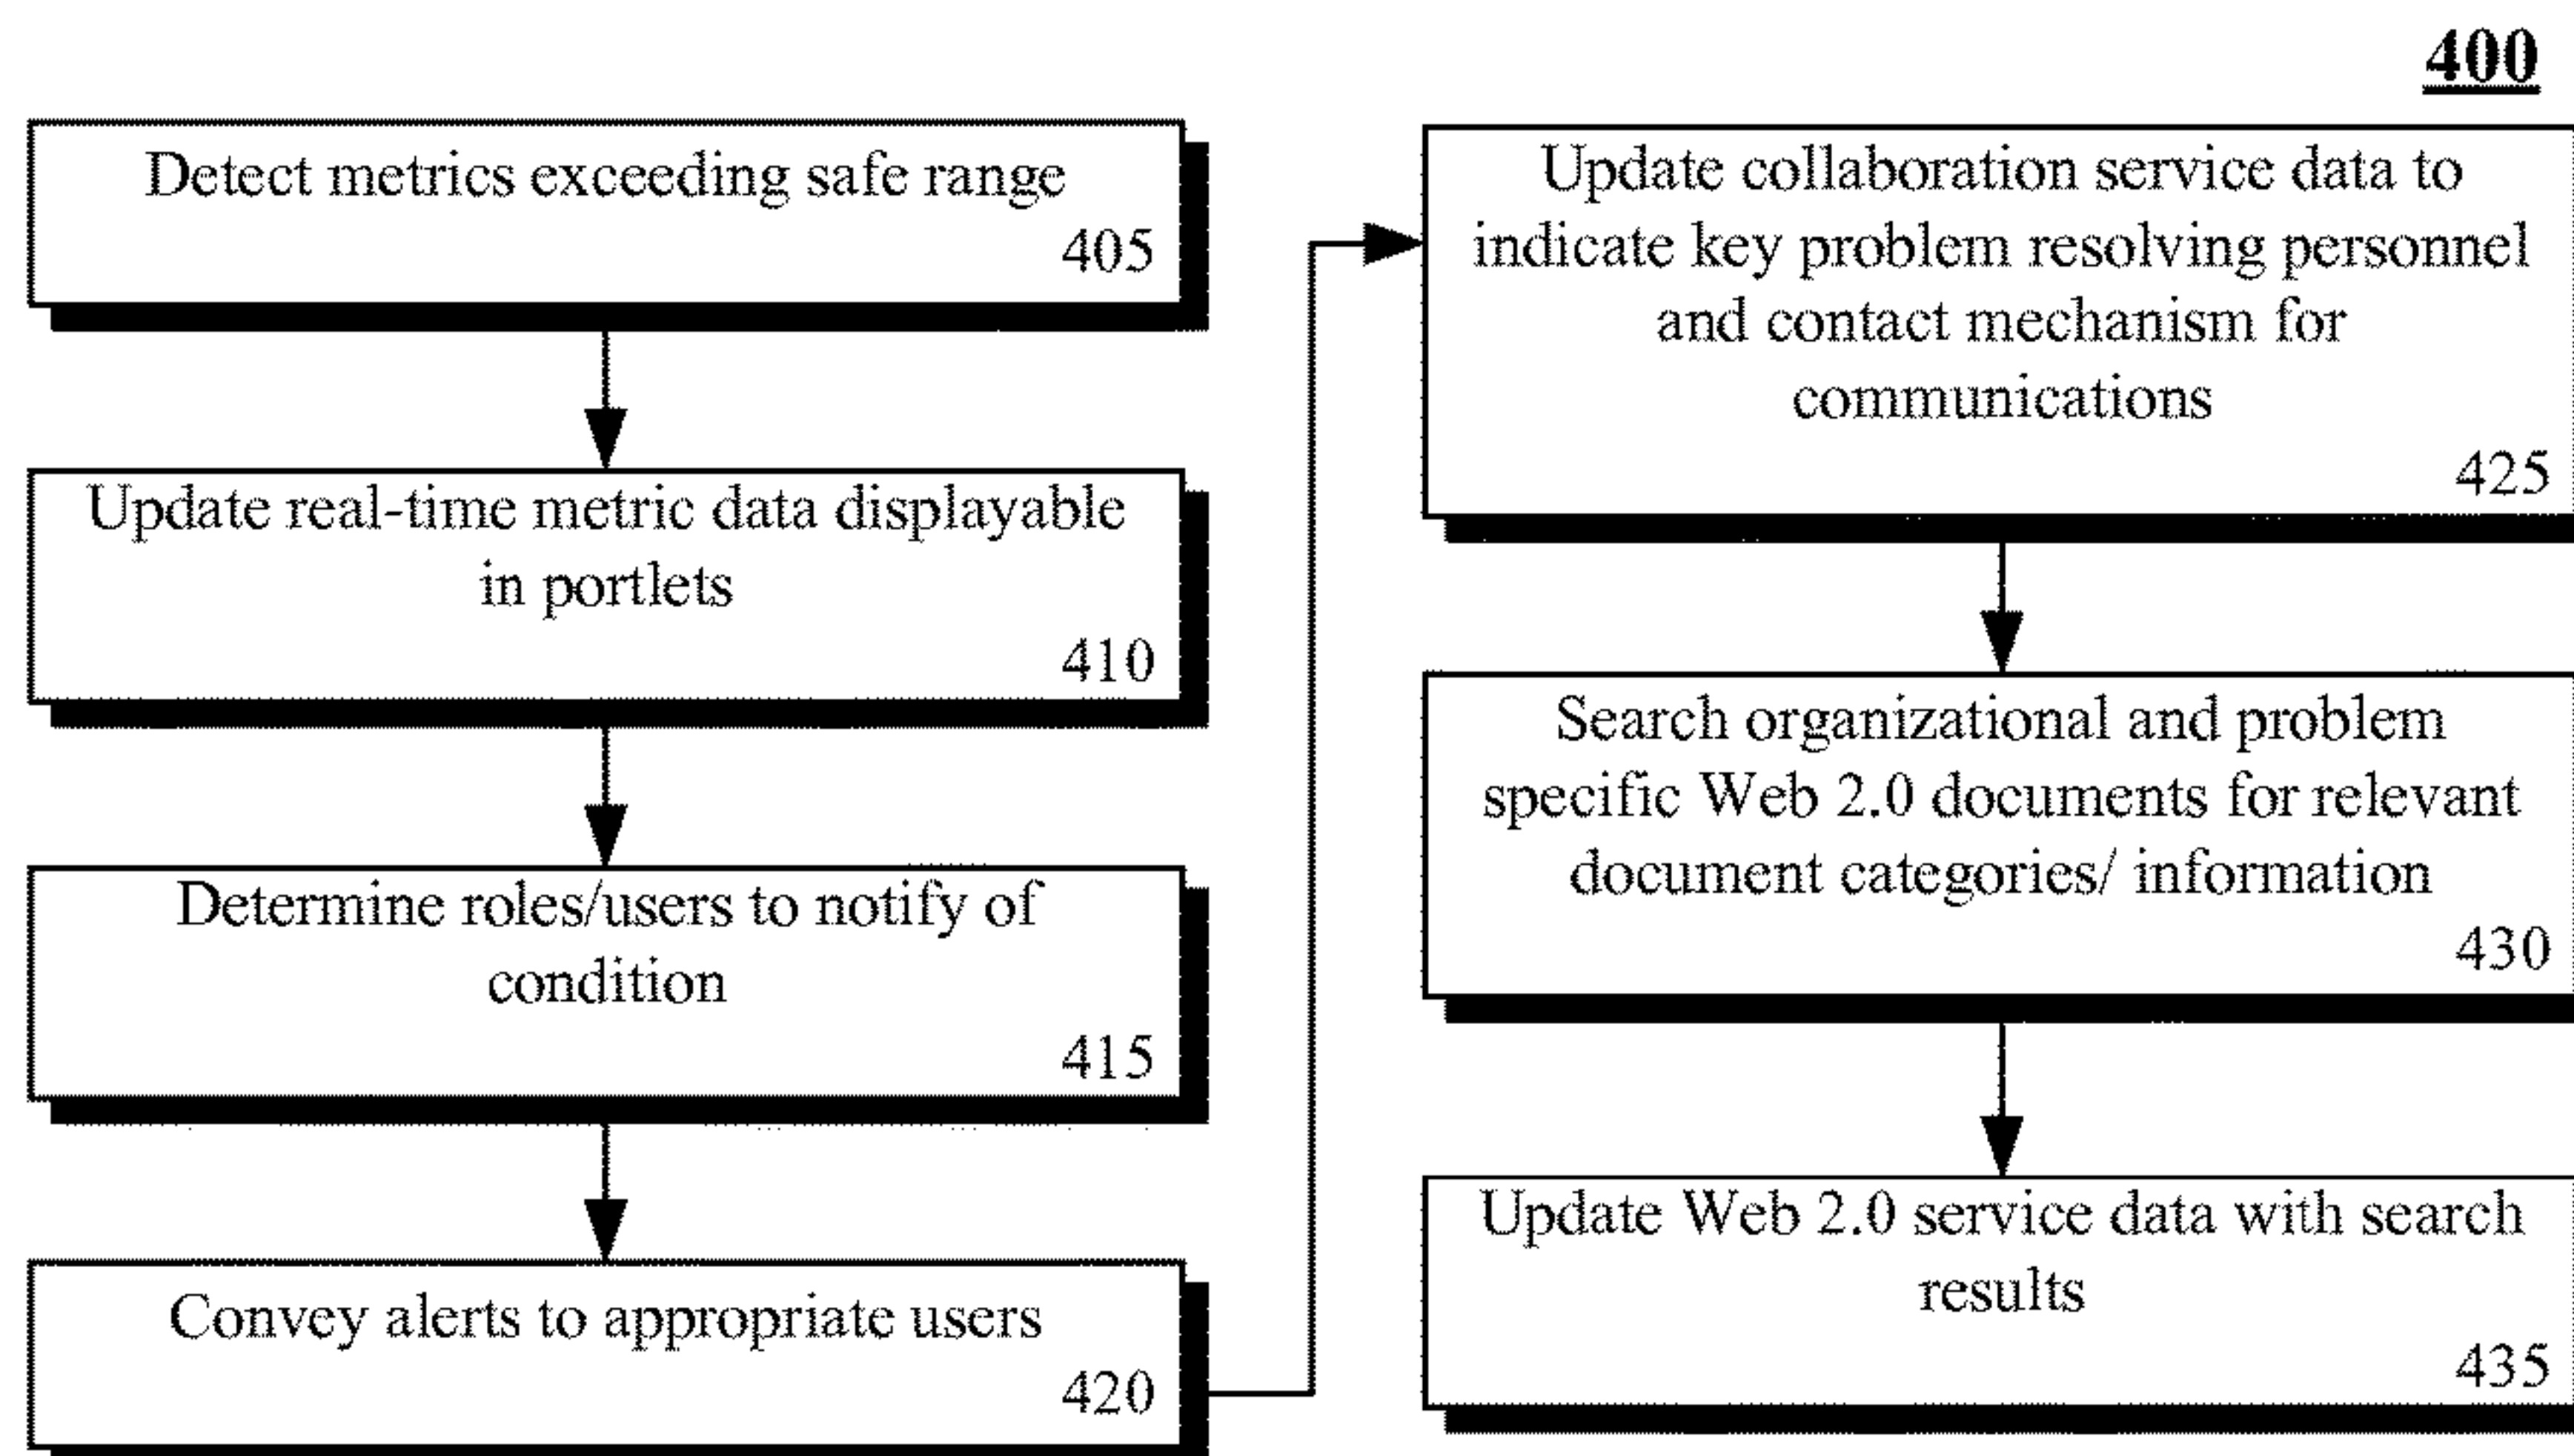 400
Detect metrics exceeding safe range
405
Update real-time metric data displayable
in portlets
410
Determine roles/users to notify of
condition
415
Convey alerts to appropriate users
420
Update collaboration service data to
indicate key problem resolving personnel
and contact mechanism for
communications
425
Search organizational and problem
specific Web 2.0 documents for relevant
document categories/ information
430
Update Web 2.0 service data with search
results
435